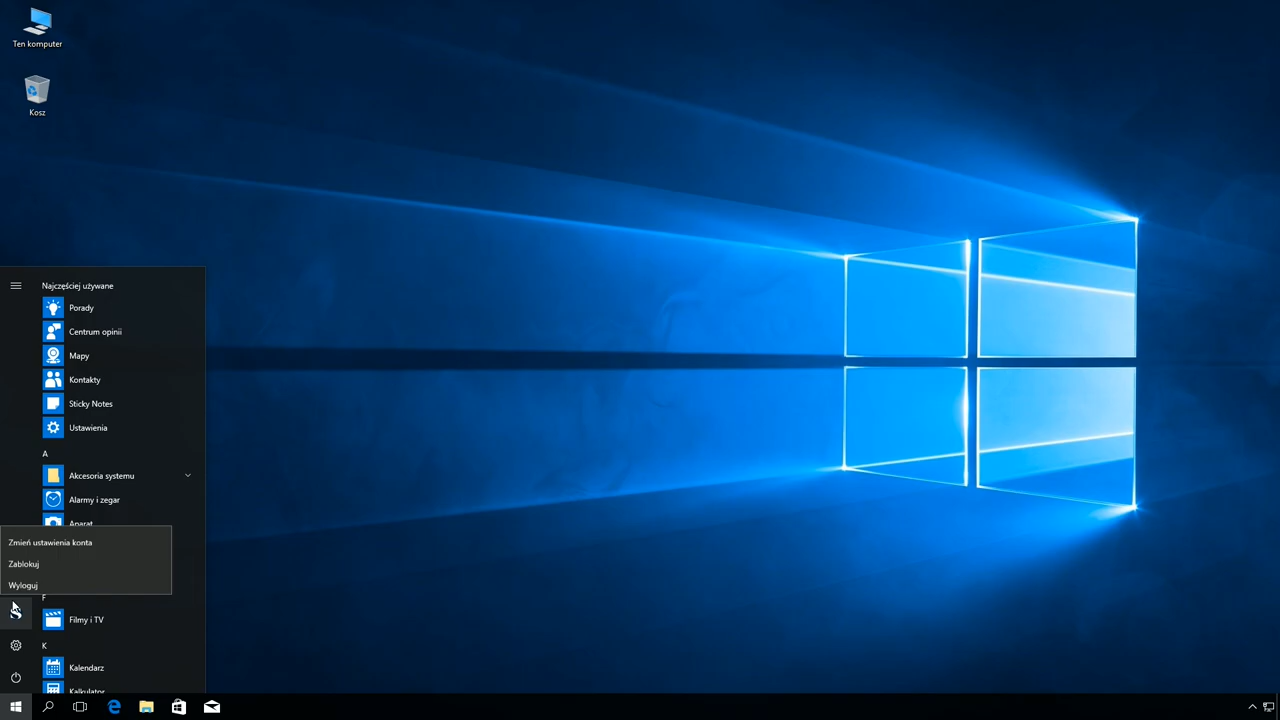 Ten komputer
Kosz
Najczęściej używane
Porady
Centrum opinii
Mapy
Kontakty
Sticky Notes
Ustawienia
A
Akcesoria systemu
Alarmy i zegar
Aparat
Zmień ustawienia konta
Zablokuj
Wyloguj
F
S
Filmy i TV
K
Kalendarz
Kalkulator